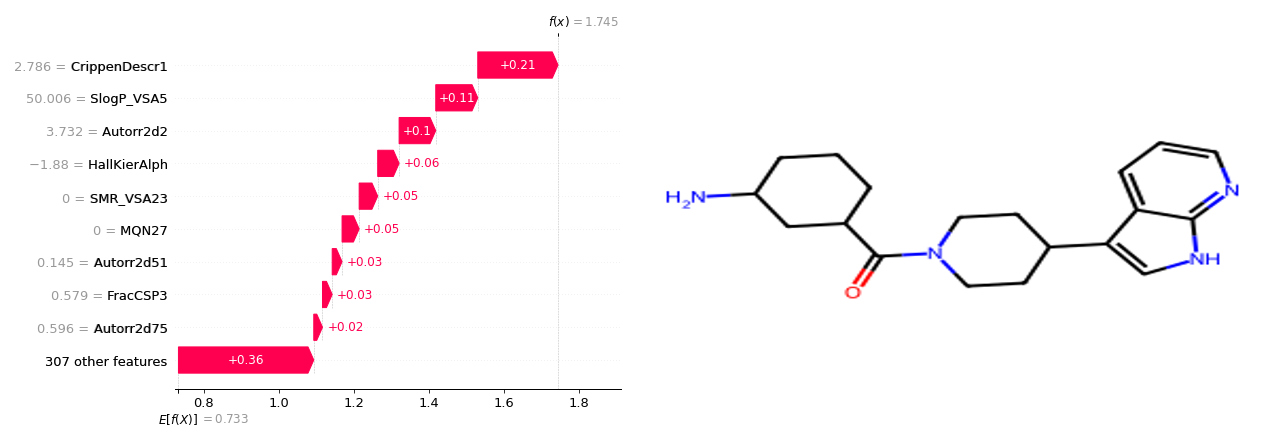 f(x) = 1.745
2.786 = CrippenDescr1
+0.21
50.006 = SlogP_VSA5
+0.11
3.732 = Autorr2d2
+0.1
−1.88 = HallKierAlph
+0.06
0 = SMR_VSA23
+0.05
0 = MQN27
+0.05
0.145 = Autorr2d51
+0.03
0.579 = FracCSP3
+0.03
0.596 = Autorr2d75
+0.02
307 other features
+0.36
0.8 1.0 1.2 1.4 1.6 1.8
E[f(X)] = 0.733
H₂N
O
N
N
NH